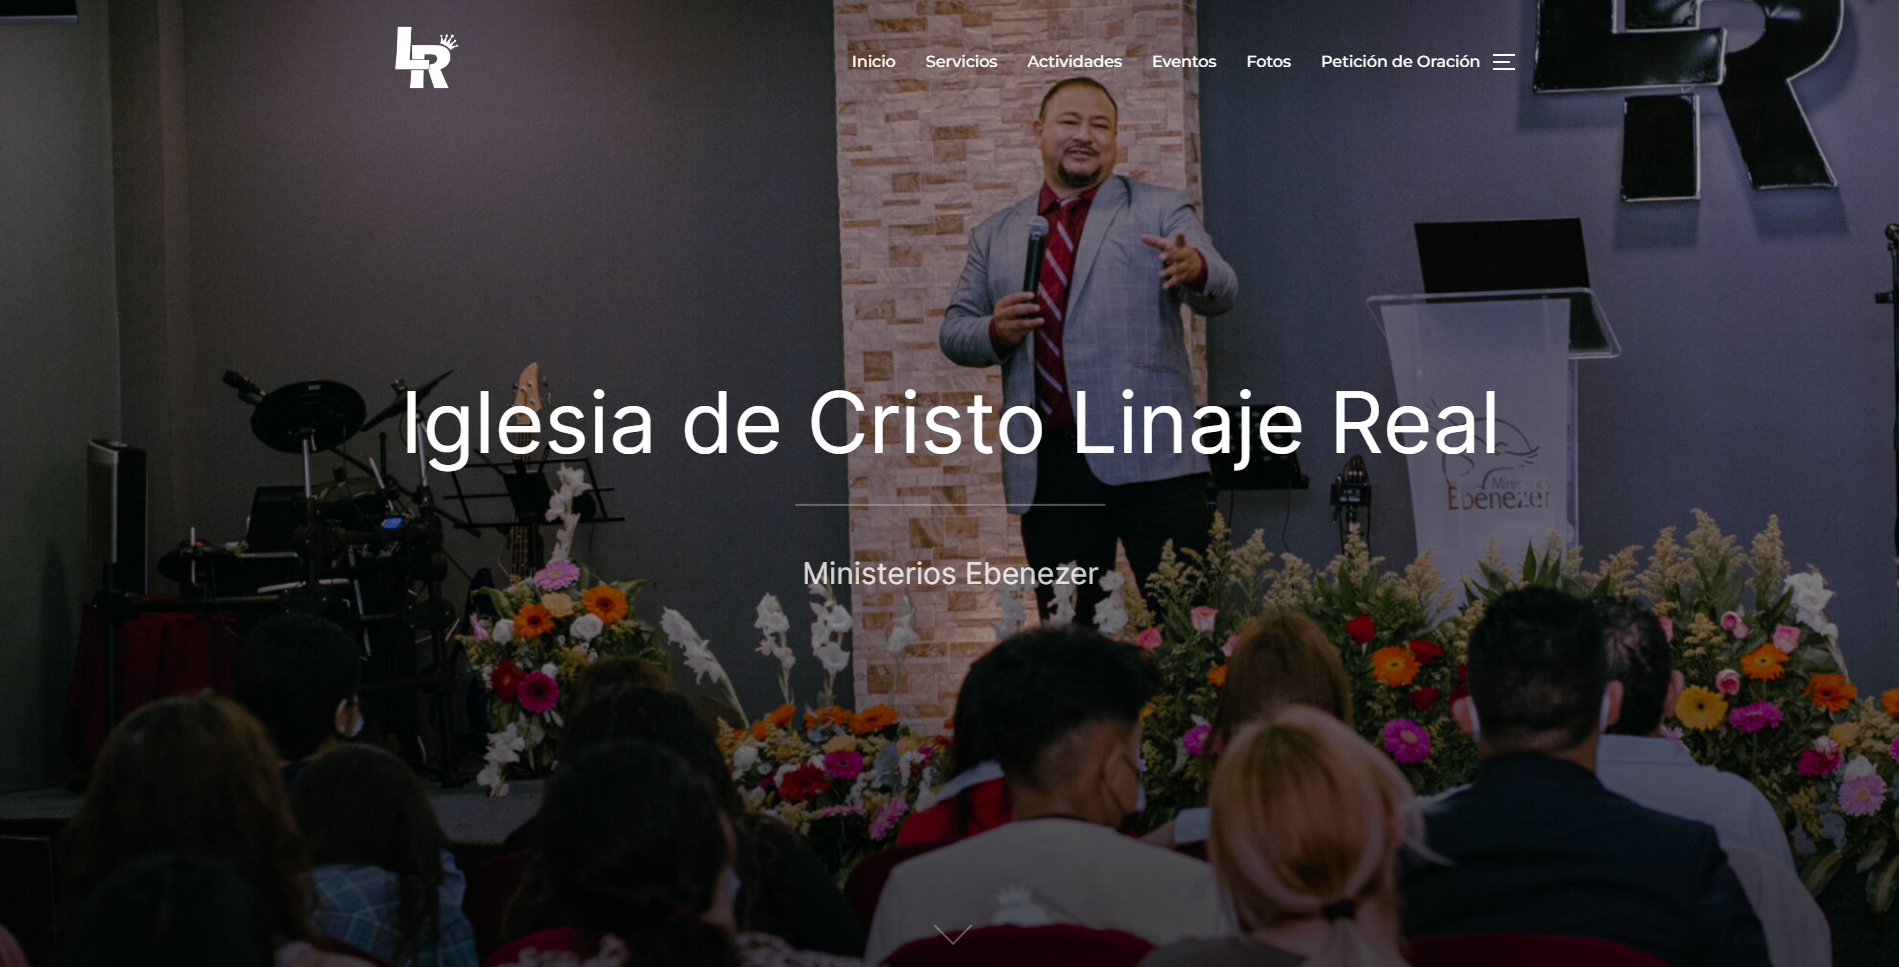 LR
Inicio Servicios Actividades Eventos Fotos Petición de Oración
LR
Iglesia de Cristo Linaje Real
Ministerios
Ebenezer
Ministerios Ebenezer